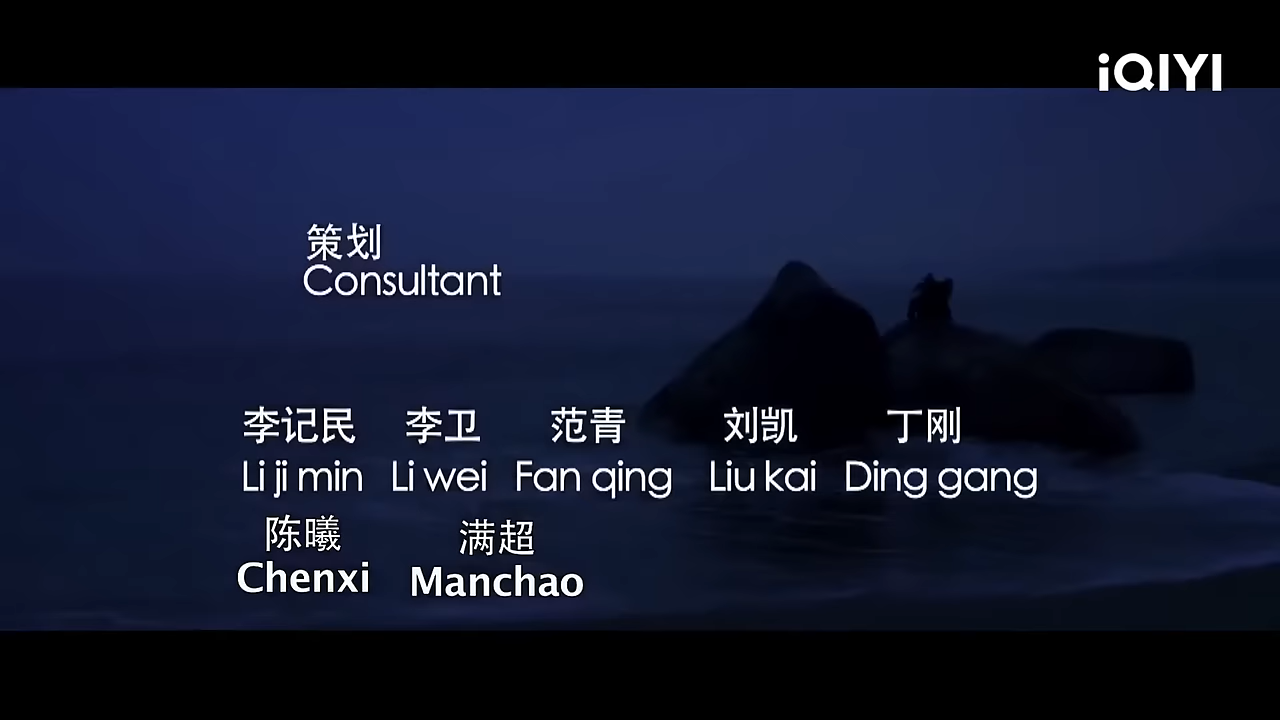 iQIYI
策划
Consultant
李记民 李卫 范青 刘凯 丁刚
Li ji min Li wei Fan qing Liu kai Ding gang
陈曦 满超
Chenxi Manchao